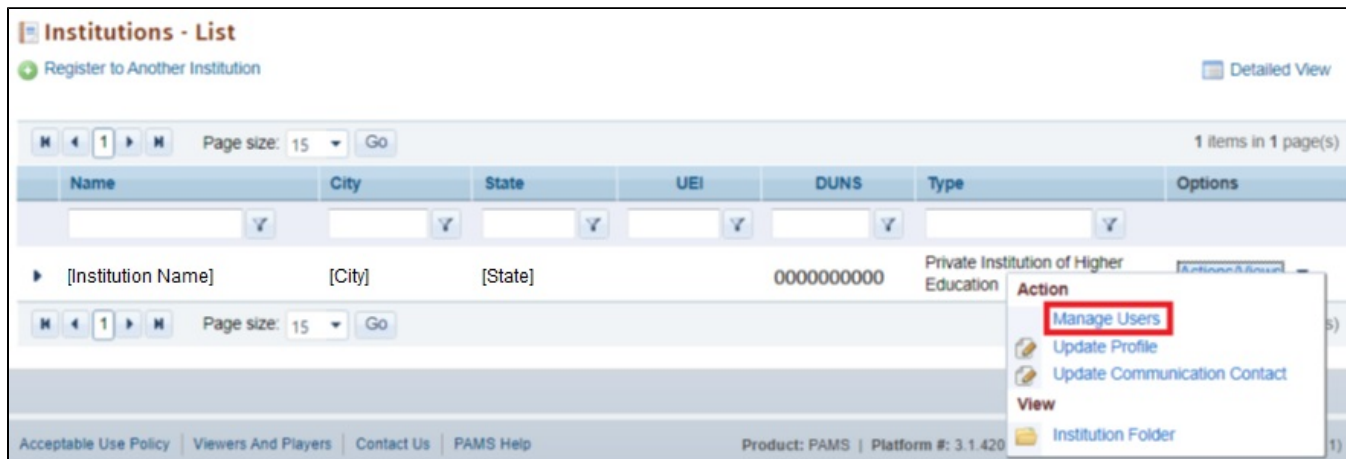 Institutions - List
Register to Another Institution
Detailed View
1
Page size: 15 Go
1 items in 1 page(s)
Name City State UEI DUNS Type Options
[Institution Name] [City] [State] 0000000000 Private Institution of Higher Education Actions/Views
Action
1
Page size: 15 Go
s)
Manage Users
Update Profile
Update Communication Contact
View
Institution Folder
Acceptable Use Policy | Viewers And Players | Contact Us | PAMS Help
Product: PAMS | Platform #: 3.1.420
1)